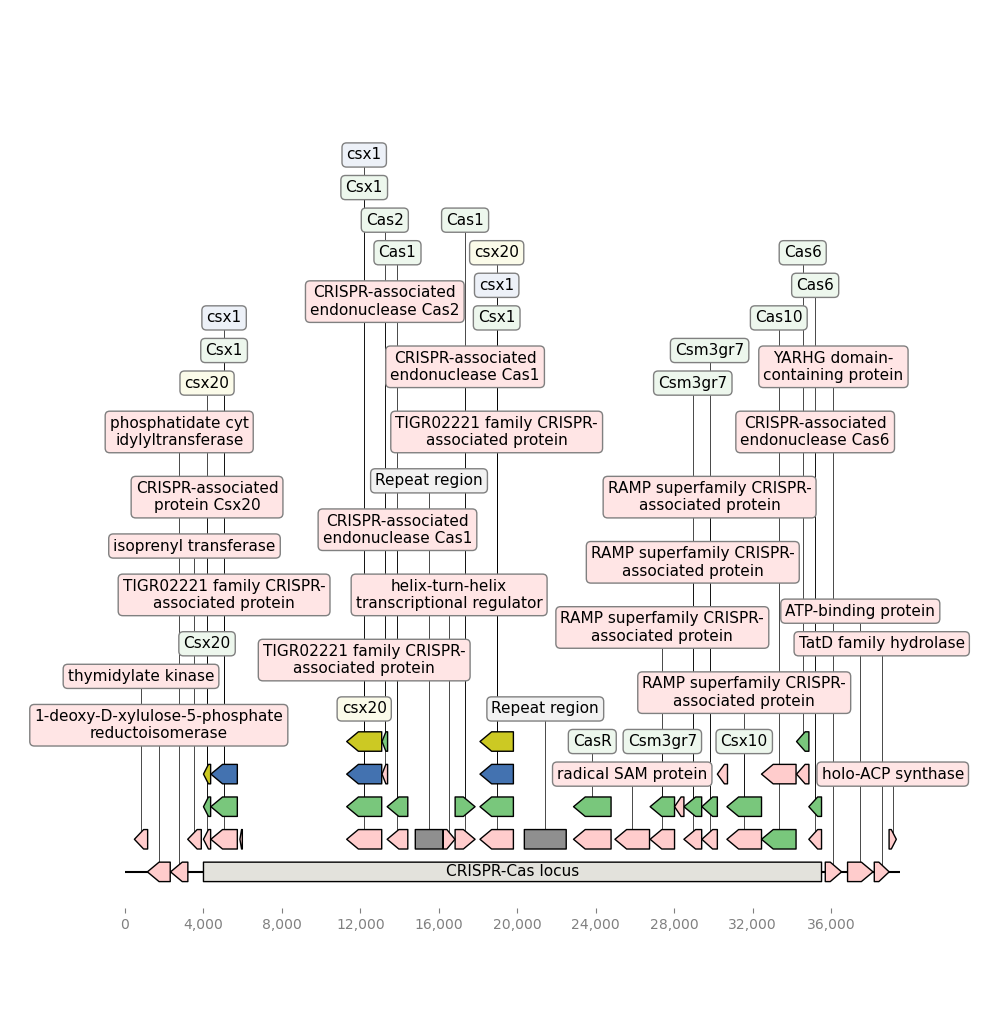 csx1
Csx1
Cas2
Cas1
Cas1
csx20
Cas6
csx1
Cas6
CRISPR-associated
endonuclease Cas2
csx1
Csx1
Cas10
Csx1
CRISPR-associated
endonuclease Cas1
Csm3gr7
YARHG domain-
containing protein
csx20
Csm3gr7
phosphatidate cyt
idylyltransferase
TIGR02221 family CRISPR-
associated protein
CRISPR-associated
endonuclease Cas6
Repeat region
CRISPR-associated
protein Csx20
RAMP superfamily CRISPR-
associated protein
CRISPR-associated
endonuclease Cas1
isoprenyl transferase
RAMP superfamily CRISPR-
associated protein
TIGR02221 family CRISPR-
associated protein
helix-turn-helix
transcriptional regulator
ATP-binding protein
RAMP superfamily CRISPR-
associated protein
Csx20
TatD family hydrolase
TIGR02221 family CRISPR-
associated protein
thymidylate kinase
RAMP superfamily CRISPR-
associated protein
1-deoxy-D-xylulose-5-phosphate
reductoisomerase
csx20
Repeat region
CasR
Csm3gr7
Csx10
radical SAM protein
holo-ACP synthase
CRISPR-Cas locus
0
4,000
8,000
12,000
16,000
20,000
24,000
28,000
32,000
36,000